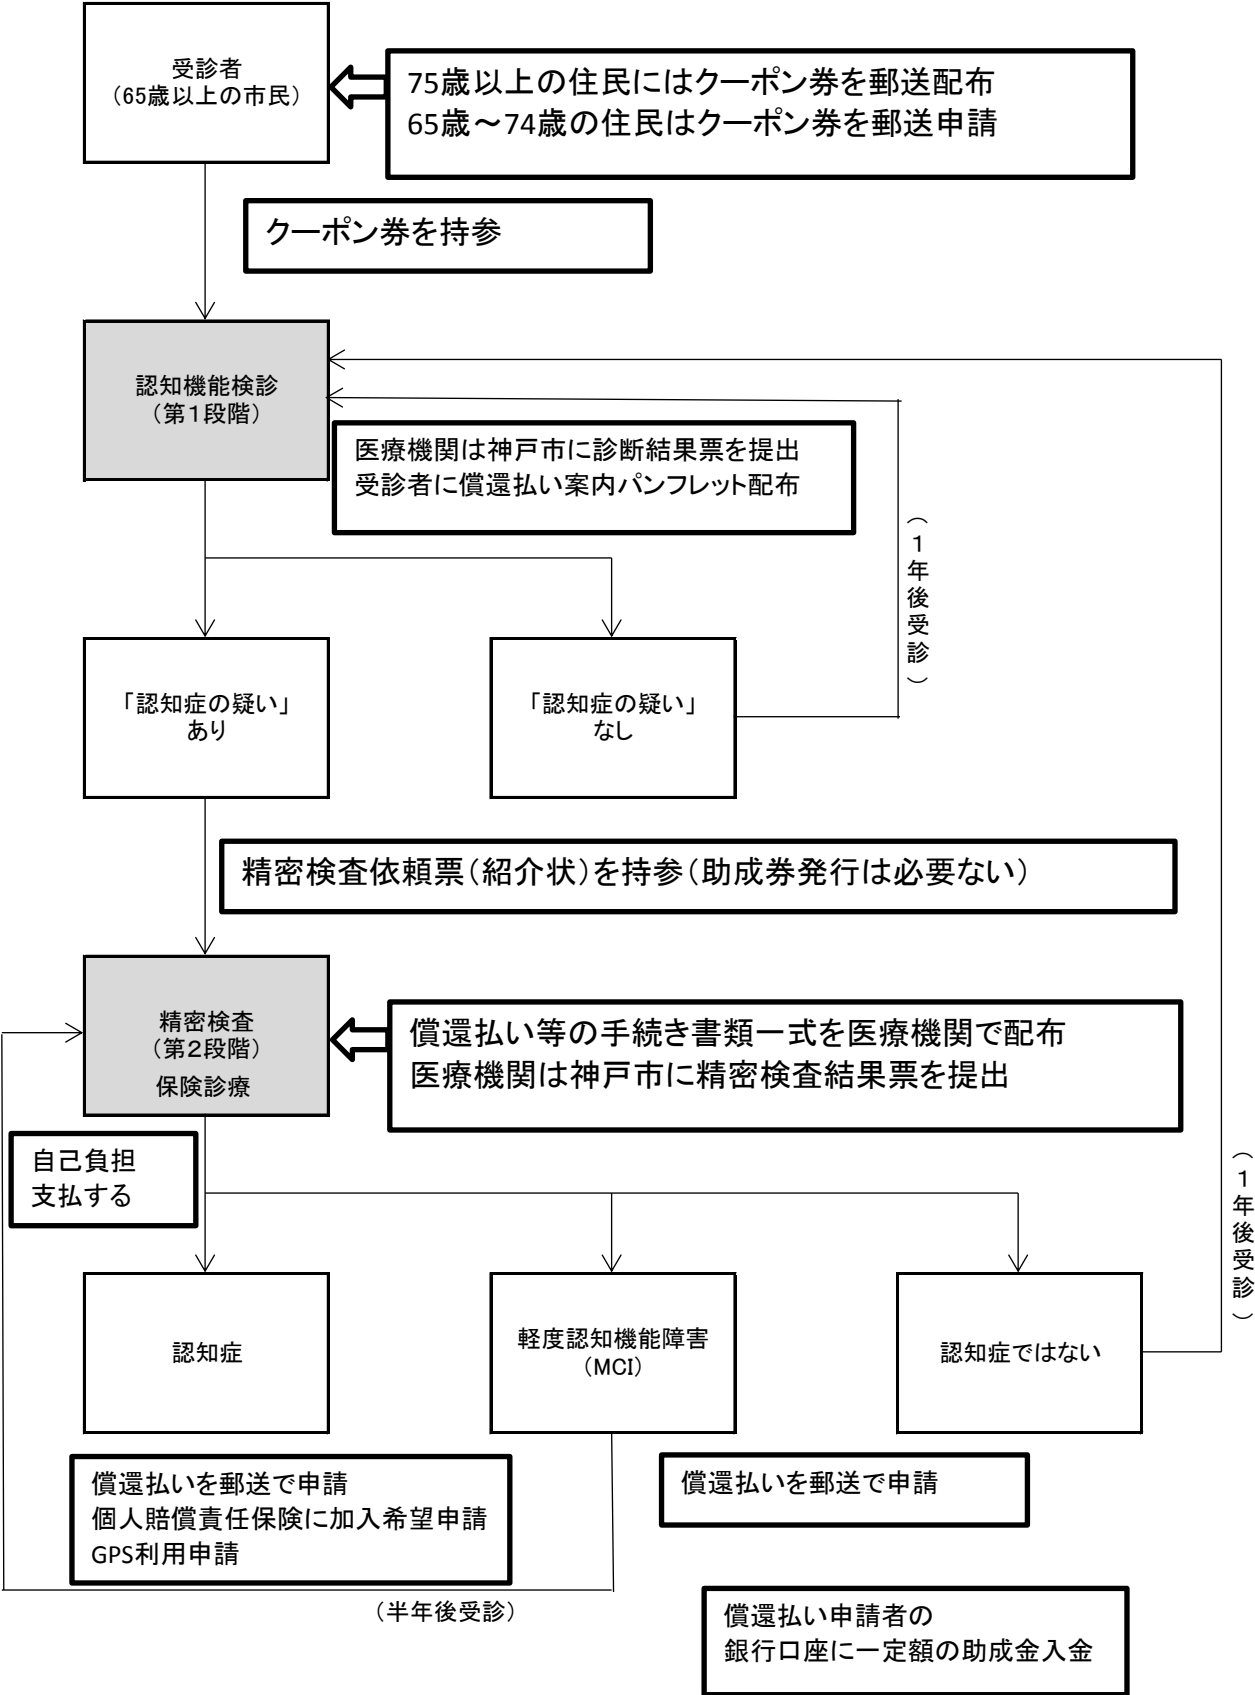 受診者
（65歳以上の市民）
75歳以上の住民にはクーポン券を郵送配布
65歳～74歳の住民はクーポン券を郵送申請
クーポン券を持参
認知機能検診
（第１段階）
医療機関は神戸市に診断結果票を提出
受診者に償還払い案内パンフレット配布
（１年後受診）
「認知症の疑い」
あり
「認知症の疑い」
なし
精密検査依頼票（紹介状）を持参（助成券発行は必要ない）
精密検査
（第２段階）
保険診療
償還払い等の手続き書類一式を医療機関で配布
医療機関は神戸市に精密検査結果票を提出
自己負担
支払する
（１年後受診）
認知症
軽度認知機能障害
（MCI）
認知症ではない
償還払いを郵送で申請
個人賠償責任保険に加入希望申請
GPS利用申請
償還払いを郵送で申請
（半年後受診）
償還払い申請者の
銀行口座に一定額の助成金入金